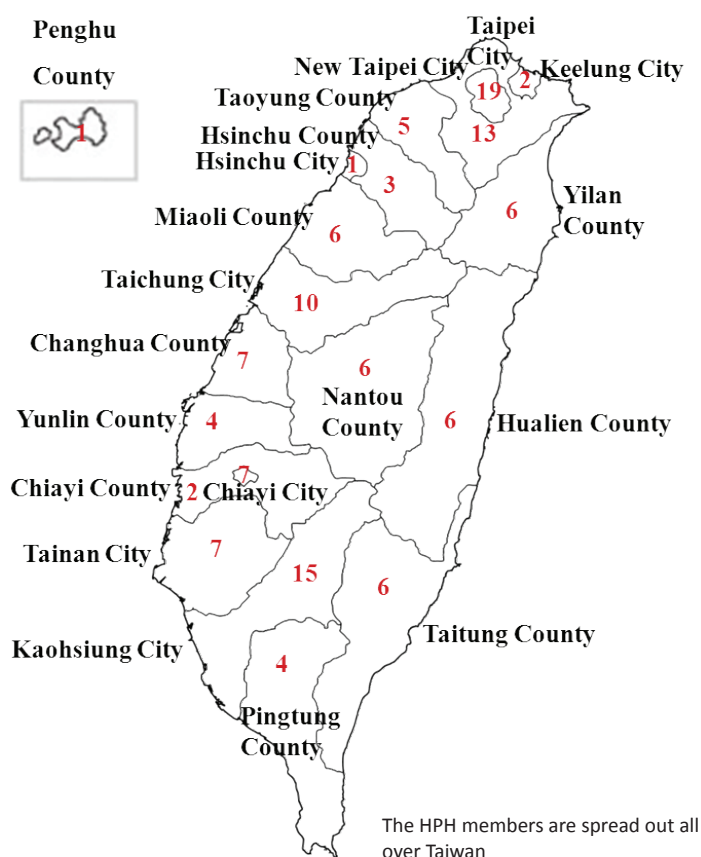 Penghu
County
1
Taipei
City
New Taipei City
Keelung City
19
2
Taoyung County
5
13
Hsinchu County
Hsinchu City
1
3
Miaoli County
6
6
Yilan
County
Taichung City
10
Changhua County
7
6
Nantou
County
Yunlin County
4
6
Hualien County
Chiayi County
2
7
Chiayi City
Tainan City
7
15
6
Taitung County
Kaohsiung City
4
Pingtung
County
The HPH members are spread out all
over Taiwan